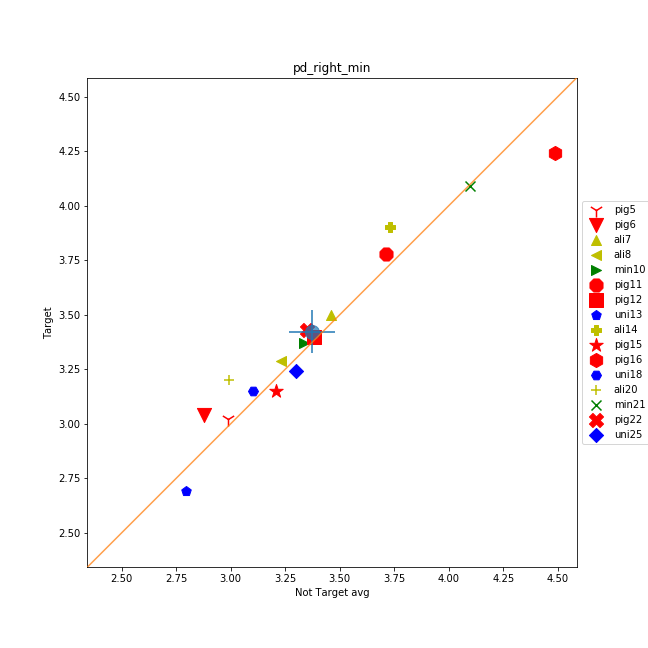 pd_right_min
4.50
4.25
4.00
3.75
3.50
3.25
3.00
2.75
2.50
Target
2.50 2.75 3.00 3.25 3.50 3.75 4.00 4.25 4.50
Not Target avg
pig5
pig6
ali7
ali8
min10
pig11
pig12
uni13
ali14
pig15
pig16
uni18
ali20
min21
pig22
uni25